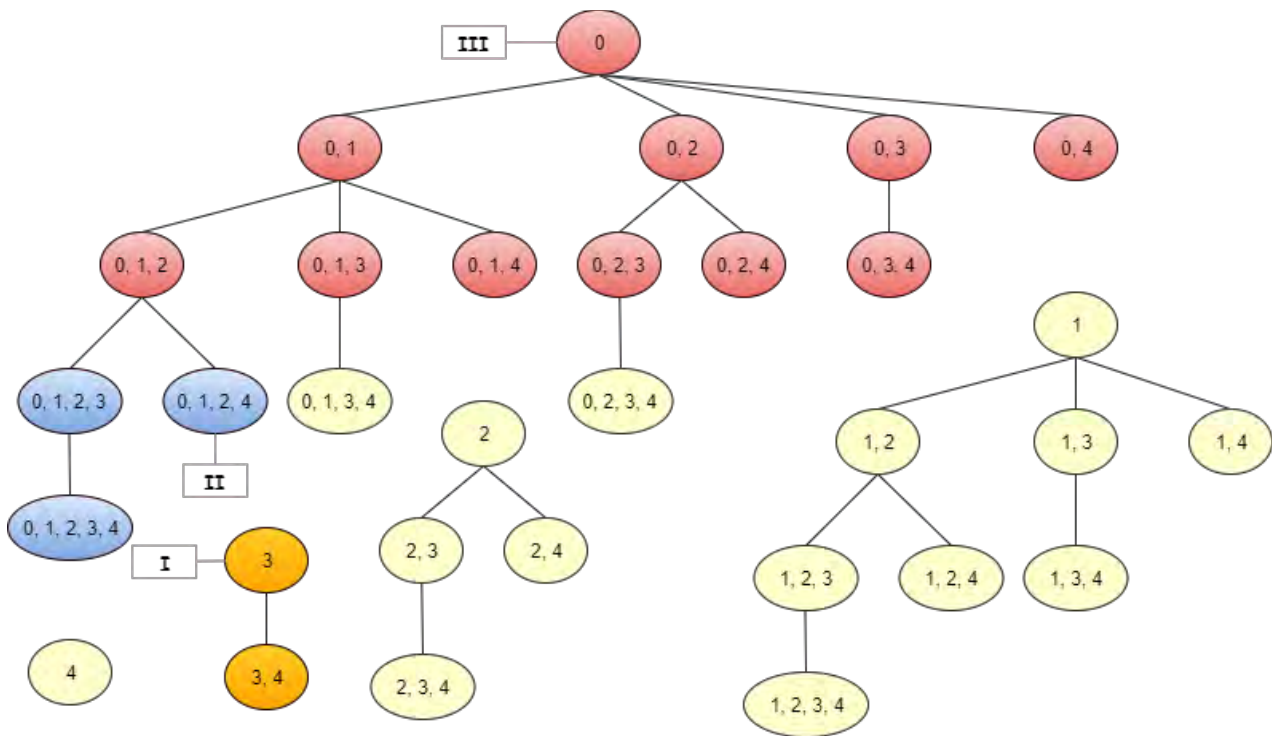 III
0
0, 1
0, 2
0, 3
0, 4
0, 1, 2
0, 1, 3
0, 1, 4
0, 2, 3
0, 2, 4
0, 3. 4
1
0, 1, 2, 3
0, 1, 2, 4
0, 1, 3, 4
0, 2, 3, 4
2
1, 2
1, 3
1, 4
II
0, 1, 2, 3, 4
I
3
2, 3
2, 4
1, 2, 3
1, 2, 4
1, 3, 4
4
3, 4
2, 3, 4
1, 2, 3, 4